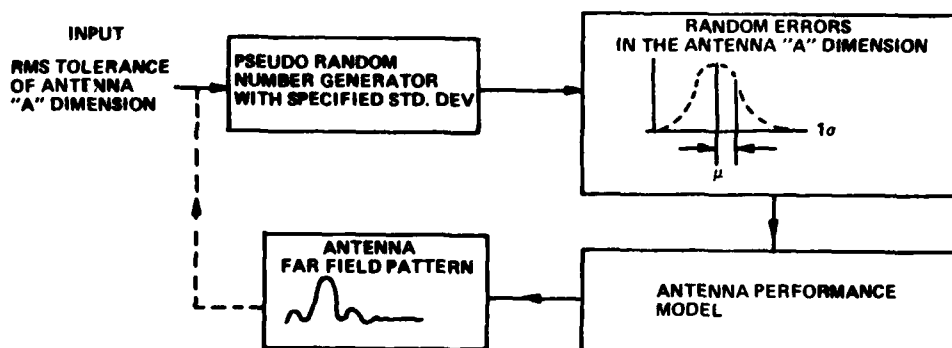 INPUT
RMS TOLERANCE
OF ANTENNA
"A" DIMENSION
PSEUDO RANDOM
NUMBER GENERATOR
WITH SPECIFIED STD. DEV
RANDOM ERRORS
IN THE ANTENNA "A" DIMENSION
1σ
μ
ANTENNA PERFORMANCE
MODEL
ANTENNA
FAR FIELD PATTERN